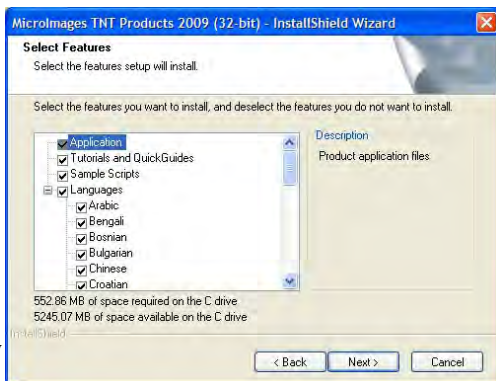 MicroImages TNT Products 2009 (32-bit) - InstallShield Wizard
Select Features
Select the features setup will install.
Select the features you want to install, and deselect the features you do not want to install.
Application
Tutorials and QuickGuides
Sample Scripts
Languages
Arabic
Bengali
Bosnian
Bulgarian
Chinese
Croatian
Description
Product application files
552.86 MB of space required on the C drive
5245.07 MB of space available on the C drive
InstallShield
< Back
Next >
Cancel